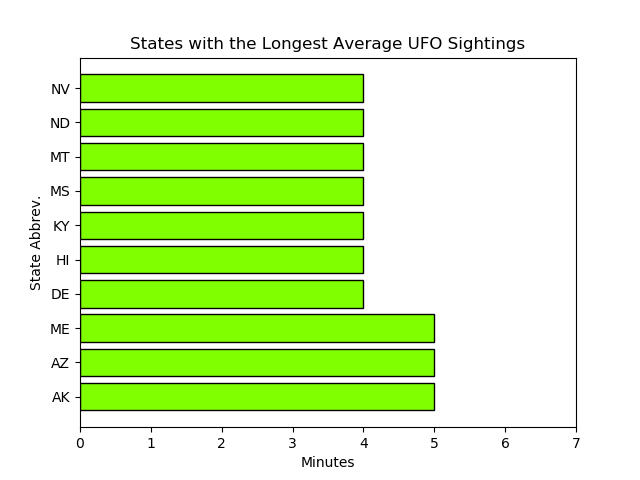 States with the Longest Average UFO Sightings
State Abbrev.
NV
ND
MT
MS
KY
HI
DE
ME
AZ
AK
0 1 2 3 4 5 6 7
Minutes